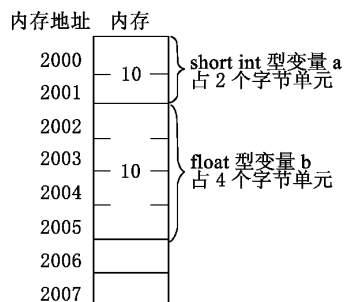 内存地址 内存
2000
10
short int 型变量 a
占 2 个字节单元
2001
2002
2003
10
float 型变量 b
占 4 个字节单元
2004
2005
2006
2007